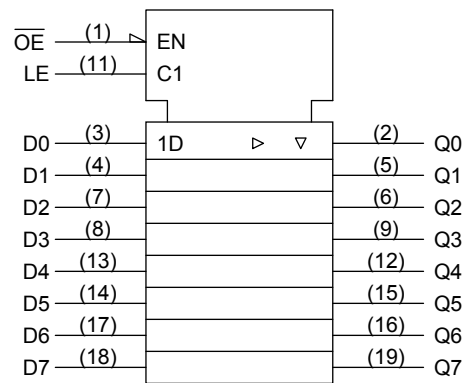 O̅E̅ (1) EN
LE (11) C1
D0 (3) 1D (2) Q0
D1 (4) (5) Q1
D2 (7) (6) Q2
D3 (8) (9) Q3
D4 (13) (12) Q4
D5 (14) (15) Q5
D6 (17) (16) Q6
D7 (18) (19) Q7